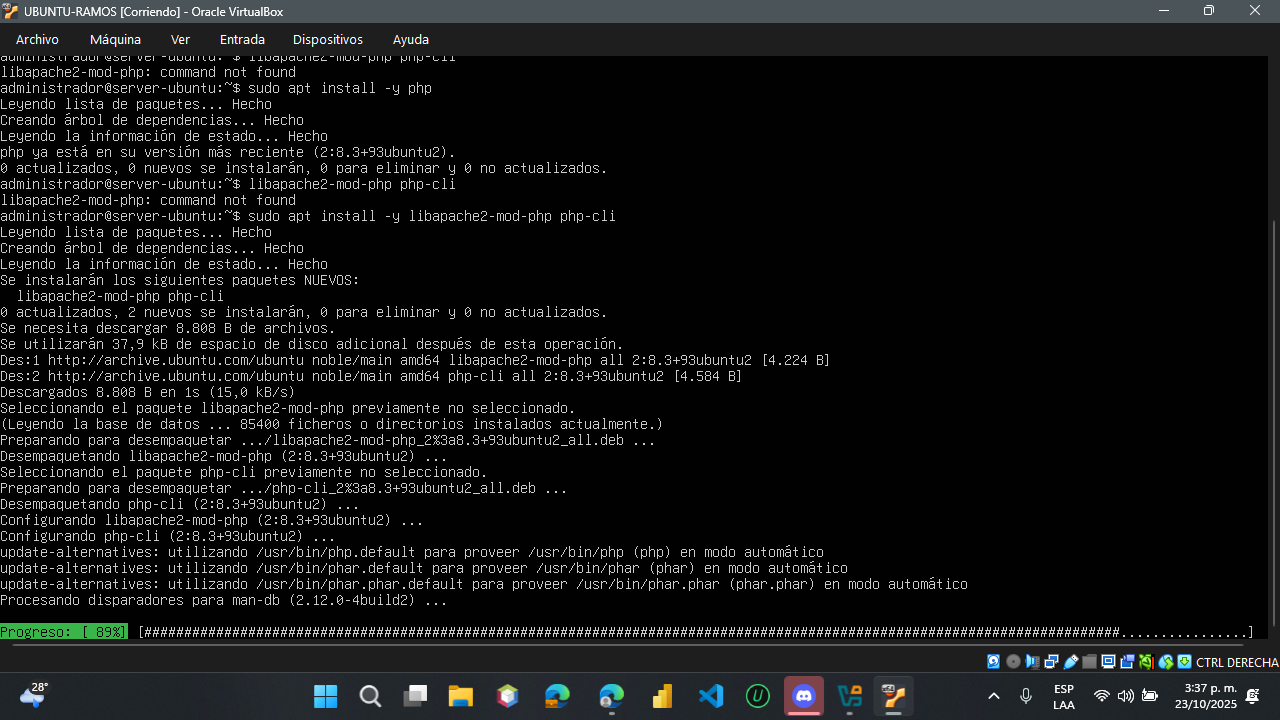 UBUNTU-RAMOS [Corriendo] - Oracle VirtualBox
Archivo Máquina Ver Entrada Dispositivos Ayuda
administrador@server-ubuntu:~$ libapache2-mod-php php-cli
libapache2-mod-php: command not found
administrador@server-ubuntu:~$ sudo apt install -y php
Leyendo lista de paquetes... Hecho
Creando árbol de dependencias... Hecho
Leyendo la información de estado... Hecho
php ya está en su versión más reciente (2:8.3+93ubuntu2).
0 actualizados, 0 nuevos se instalarán, 0 para eliminar y 0 no actualizados.
administrador@server-ubuntu:~$ libapache2-mod-php php-cli
libapache2-mod-php: command not found
administrador@server-ubuntu:~$ sudo apt install -y libapache2-mod-php php-cli
Leyendo lista de paquetes... Hecho
Creando árbol de dependencias... Hecho
Leyendo la información de estado... Hecho
Se instalarán los siguientes paquetes NUEVOS:
  libapache2-mod-php php-cli
0 actualizados, 2 nuevos se instalarán, 0 para eliminar y 0 no actualizados.
Se necesita descargar 8.808 B de archivos.
Se utilizarán 37,9 kB de espacio de disco adicional después de esta operación.
Des:1 http://archive.ubuntu.com/ubuntu noble/main amd64 libapache2-mod-php all 2:8.3+93ubuntu2 [4.224 B]
Des:2 http://archive.ubuntu.com/ubuntu noble/main amd64 php-cli all 2:8.3+93ubuntu2 [4.584 B]
Descargados 8.808 B en 1s (15,0 kB/s)
Seleccionando el paquete libapache2-mod-php previamente no seleccionado.
(Leyendo la base de datos ... 85400 ficheros o directorios instalados actualmente.)
Preparando para desempaquetar .../libapache2-mod-php_2%3a8.3+93ubuntu2_all.deb ...
Desempaquetando libapache2-mod-php (2:8.3+93ubuntu2) ...
Seleccionando el paquete php-cli previamente no seleccionado.
Preparando para desempaquetar .../php-cli_2%3a8.3+93ubuntu2_all.deb ...
Desempaquetando php-cli (2:8.3+93ubuntu2) ...
Configurando libapache2-mod-php (2:8.3+93ubuntu2) ...
Configurando php-cli (2:8.3+93ubuntu2) ...
update-alternatives: utilizando /usr/bin/php.default para proveer /usr/bin/php (php) en modo automático
update-alternatives: utilizando /usr/bin/phar.default para proveer /usr/bin/phar (phar) en modo automático
update-alternatives: utilizando /usr/bin/phar.phar.default para proveer /usr/bin/phar.phar (phar.phar) en modo automático
Procesando disparadores para man-db (2.12.0-4build2) ...
Progreso: [ 89%] [##########################################################################################################################................]
CTRL DERECHA
28°
ESP
LAA
3:37 p. m.
23/10/2025